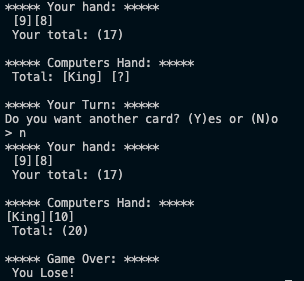 ***** Your hand: *****
[9][8]
Your total: (17)
***** Computers Hand: *****
Total: [King] [?]
***** Your Turn: *****
Do you want another card? (Y)es or (N)o
> n
***** Your hand: *****
[9][8]
Your total: (17)
***** Computers Hand: *****
[King][10]
Total: (20)
***** Game Over: *****
You Lose!